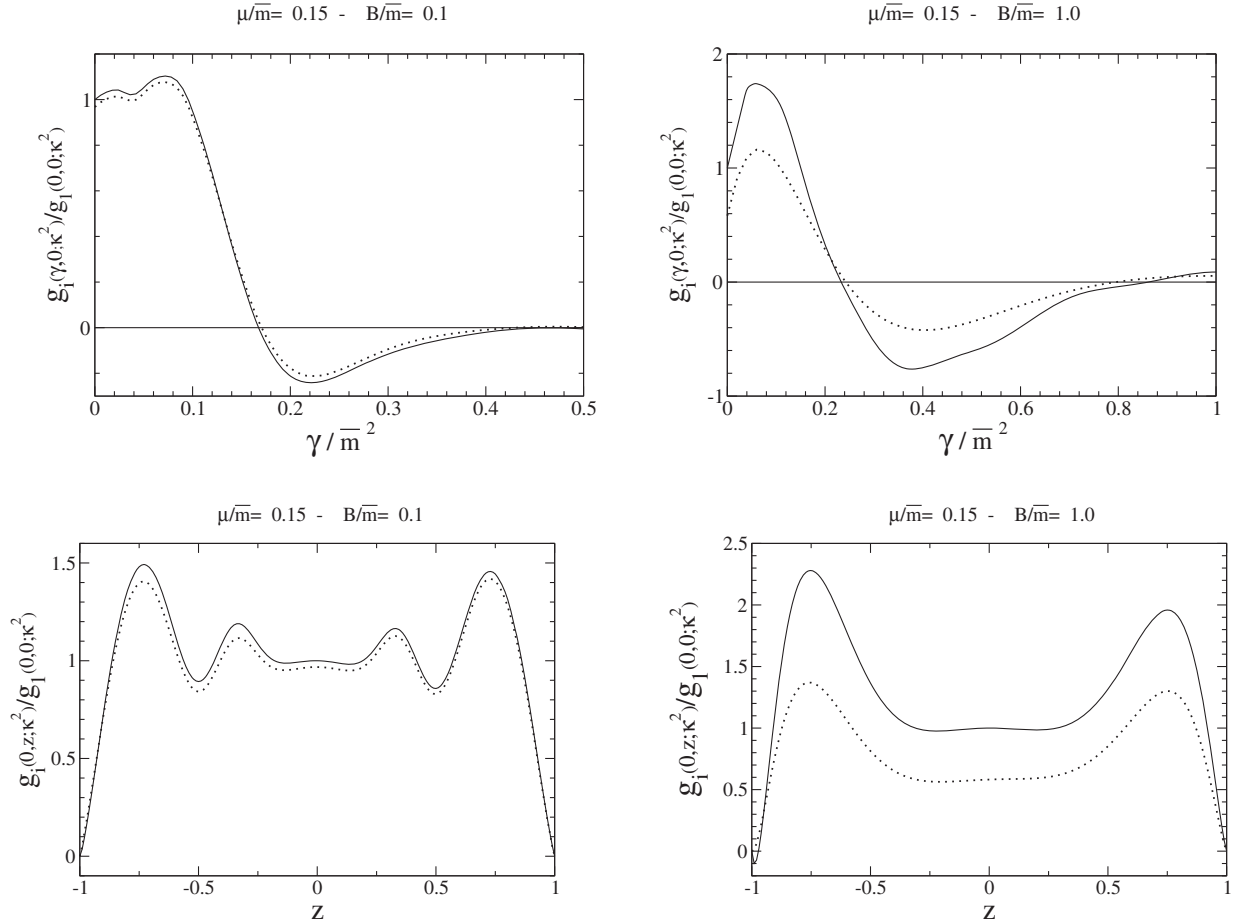 μ/m̅= 0.15 - B/m̅= 0.1
μ/m̅= 0.15 - B/m̅= 1.0
g_i(γ,0;κ²)/g_1(0,0;κ²)
1
0
0 0.1 0.2 0.3 0.4 0.5
γ / m̅ ²
g_i(γ,0;κ²)/g_1(0,0;κ²)
2
1
0
-1
0 0.2 0.4 0.6 0.8 1
γ / m̅ ²
μ/m̅= 0.15 - B/m̅= 0.1
μ/m̅= 0.15 - B/m̅= 1.0
g_i(0,z;κ²)/g_1(0,0;κ²)
1.5
1
0.5
0
-1 -0.5 0 0.5 1
z
g_i(0,z;κ²)/g_1(0,0;κ²)
2.5
2
1.5
1
0.5
0
-1 -0.5 0 0.5 1
z